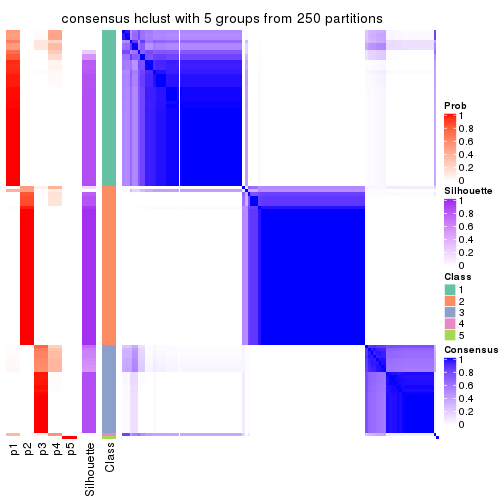 consensus hclust with 5 groups from 250 partitions
Prob
1
0.8
0.6
0.4
0.2
0
Silhouette
1
0.8
0.6
0.4
0.2
0
Class
1
2
3
4
5
Consensus
1
0.8
0.6
0.4
0.2
0
p1
p2
p3
p4
p5
Silhouette
Class